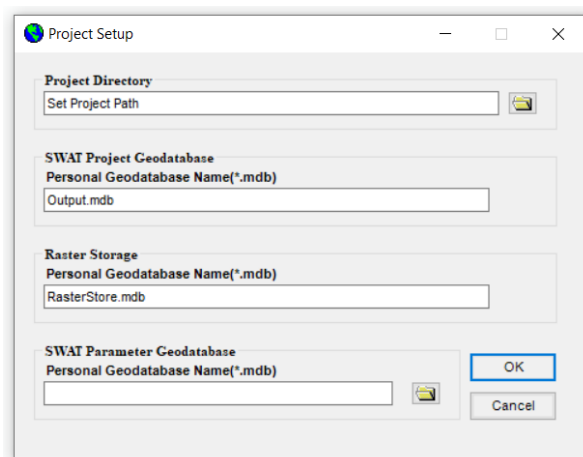 Project Setup
Project Directory
Set Project Path
SWAT Project Geodatabase
Personal Geodatabase Name(*.mdb)
Output.mdb
Raster Storage
Personal Geodatabase Name(*.mdb)
RasterStore.mdb
SWAT Parameter Geodatabase
Personal Geodatabase Name(*.mdb)
OK
Cancel